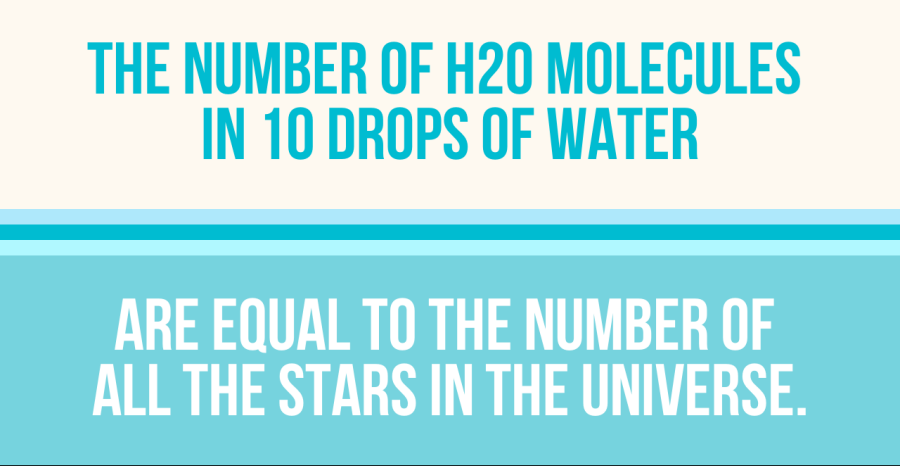 THE NUMBER OF H20 MOLECULES
IN 10 DROPS OF WATER
ARE EQUAL TO THE NUMBER OF
ALL THE STARS IN THE UNIVERSE.